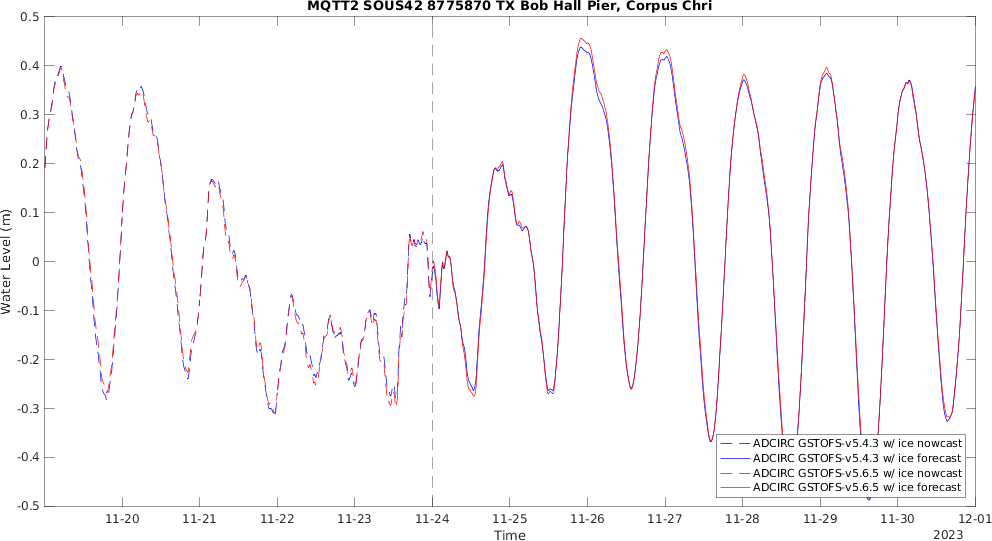 MQTT2 SOUS42 8775870 TX Bob Hall Pier, Corpus Chri
0.5
0.4
0.3
0.2
0.1
0
-0.1
-0.2
-0.3
-0.4
-0.5
Water Level (m)
ADCIRC GSTOFS-v5.4.3 w/ ice nowcast
ADCIRC GSTOFS-v5.4.3 w/ ice forecast
ADCIRC GSTOFS-v5.6.5 w/ ice nowcast
ADCIRC GSTOFS-v5.6.5 w/ ice forecast
11-20 11-21 11-22 11-23 11-24 11-25 11-26 11-27 11-28 11-29 11-30 12-01
Time
2023